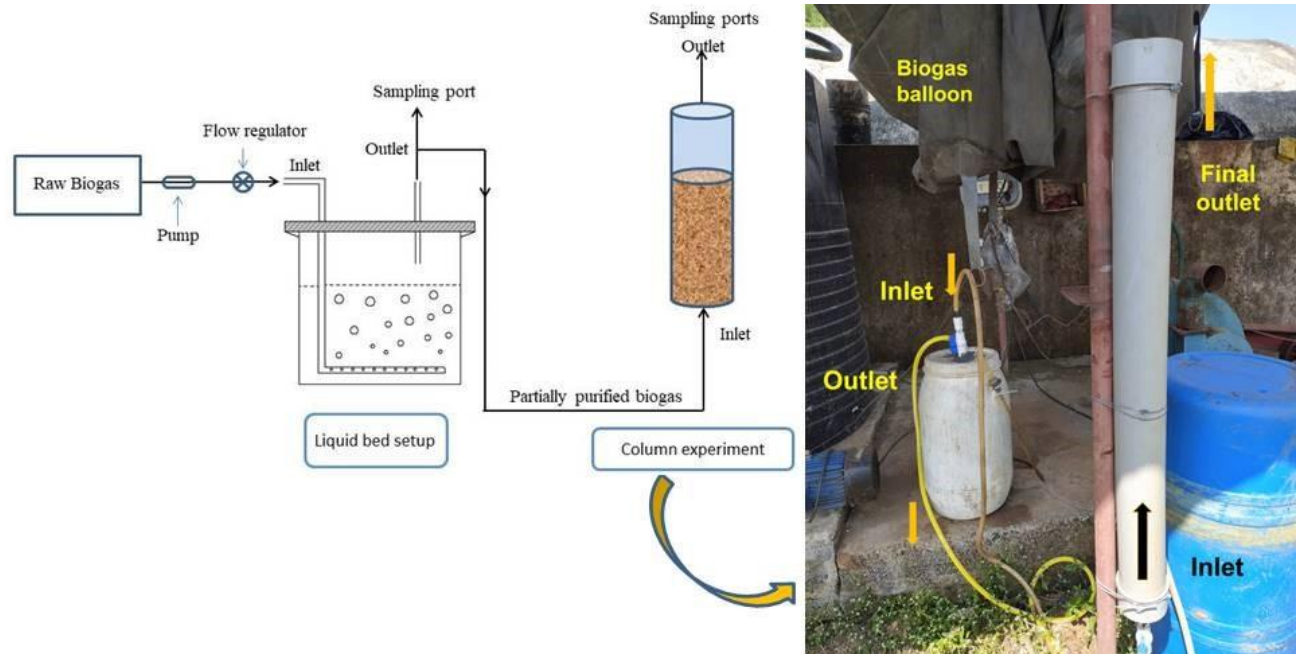 Sampling ports
Outlet
Sampling port
Flow regulator
Outlet
Inlet
Raw Biogas
Pump
Inlet
Partially purified biogas
Liquid bed setup
Column experiment
Biogas
balloon
Final
outlet
Inlet
Outlet
Inlet